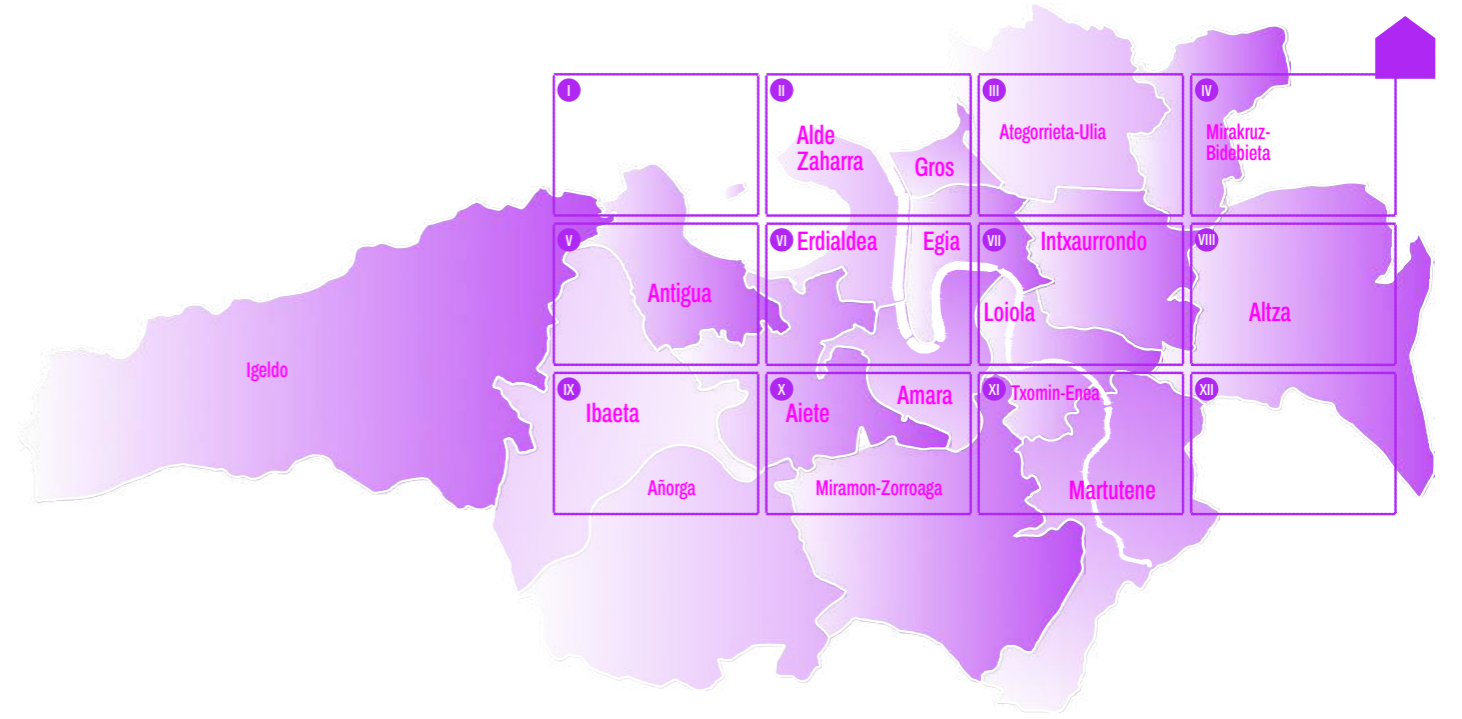 I
II
III
IV
Alde
Zaharra
Gros
Ategorrieta-Ulia
Mirakruz-
Bidebieta
V
VI Erdialdea
Egia
VII
Intxaurrondo
VIII
Antigua
Loiola
Altza
Igeldo
IX
Ibaeta
X
Aiete
Amara
XI Txomin-Enea
XII
Añorga
Miramon-Zorroaga
Martutene